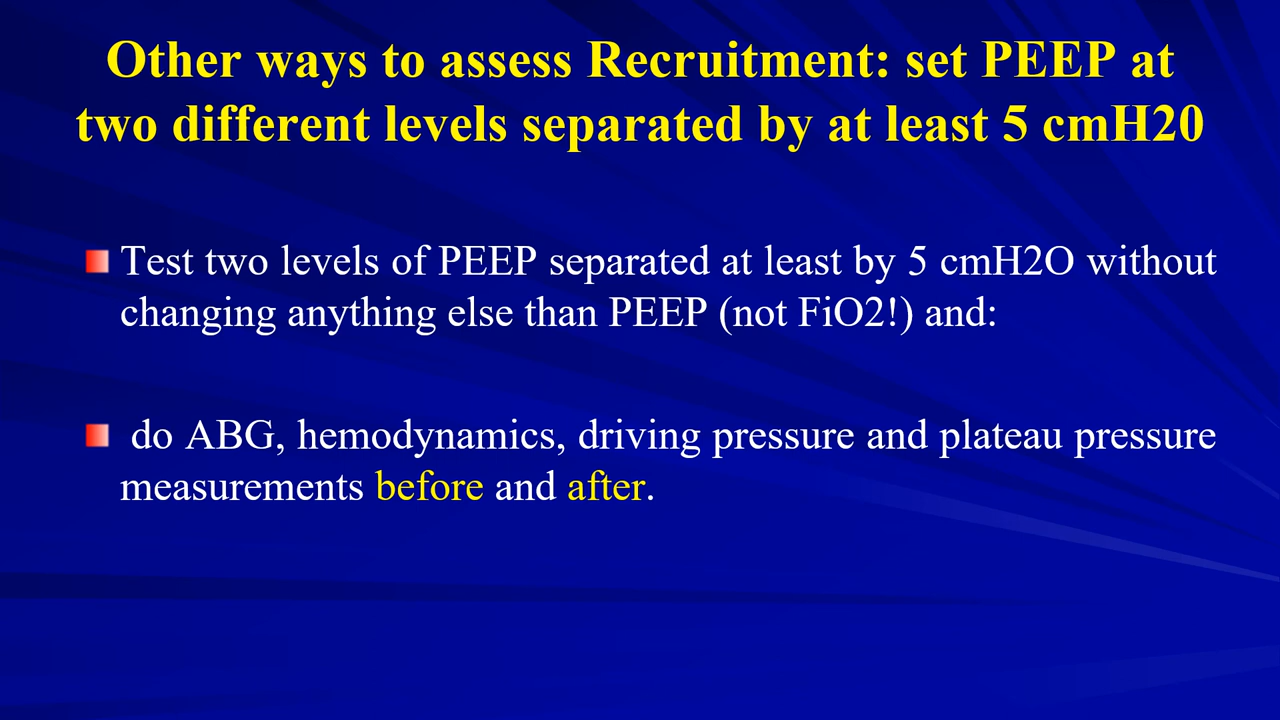 Other ways to assess Recruitment: set PEEP at
two different levels separated by at least 5 cmH20
Test two levels of PEEP separated at least by 5 cmH2O without
changing anything else than PEEP (not FiO2!) and:
do ABG, hemodynamics, driving pressure and plateau pressure
measurements before and after.